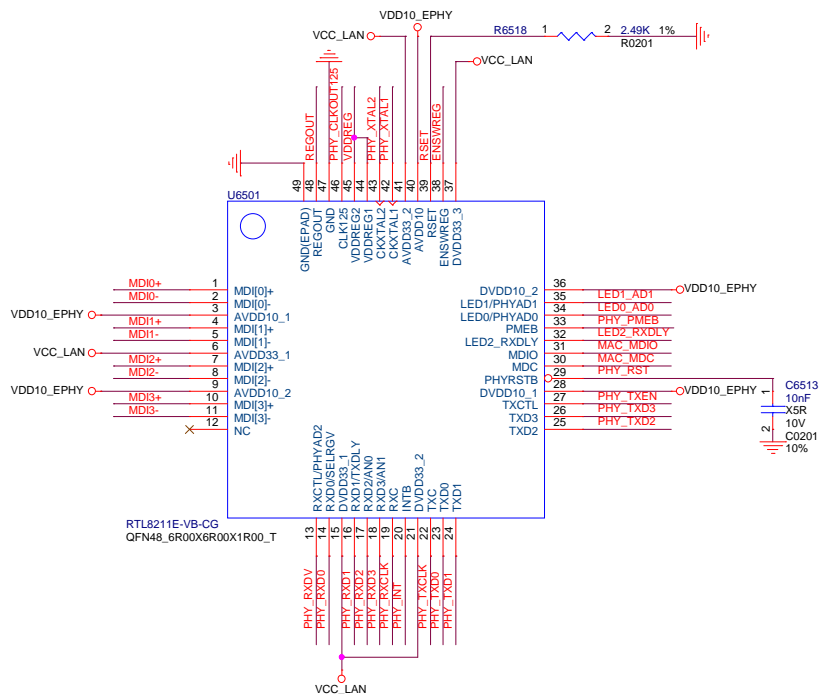 VDD10_EPHY
VCC_LAN
R6518
1
2
2.49K
1%
R0201
VCC_LAN
REGOUT
PHY_CLKOUT125
VDDREG
PHY_XTAL2
PHY_XTAL1
RSET
ENSWREG
49
48
47
46
45
44
43
42
41
40
39
38
37
U6501
GND(EPAD)
REGOUT
GND
CLK125
VDDREG2
VDDREG1
CKXTAL2
CKXTAL1
AVDD33_2
AVDD10
RSET
ENSWREG
DVDD33_3
MDI0+ 1 MDI[0]+
MDI0- 2 MDI[0]-
VDD10_EPHY 3 AVDD10_1
MDI1+ 4 MDI[1]+
MDI1- 5 MDI[1]-
VCC_LAN 6 AVDD33_1
MDI2+ 7 MDI[2]+
MDI2- 8 MDI[2]-
VDD10_EPHY 9 AVDD10_2
MDI3+ 10 MDI[3]+
MDI3- 11 MDI[3]-
12 NC
DVDD10_2 36 VDD10_EPHY
LED1/PHYAD1 35 LED1_AD1
LED0/PHYAD0 34 LED0_AD0
PMEB 33 PHY_PMEB
LED2_RXDLY 32 LED2_RXDLY
MDIO 31 MAC_MDIO
MDC 30 MAC_MDC
PHYRSTB 29 PHY_RST
DVDD10_1 28 VDD10_EPHY
TXCTL 27 PHY_TXEN
TXD3 26 PHY_TXD3
TXD2 25 PHY_TXD2
1
2
C6513
10nF
X5R
10V
C0201
10%
RXCTL/PHYAD2
RXD0/SELRGV
DVDD33_1
RXD1/TXDLY
RXD2/AN0
RXD3/AN1
RXC
INTB
DVDD33_2
TXC
TXD0
TXD1
RTL8211E-VB-CG
QFN48_6R00X6R00X1R00_T
13
14
15
16
17
18
19
20
21
22
23
24
PHY_RXDV
PHY_RXD0
PHY_RXD1
PHY_RXD2
PHY_RXD3
PHY_RXCLK
PHY_INT
PHY_TXCLK
PHY_TXD0
PHY_TXD1
VCC_LAN